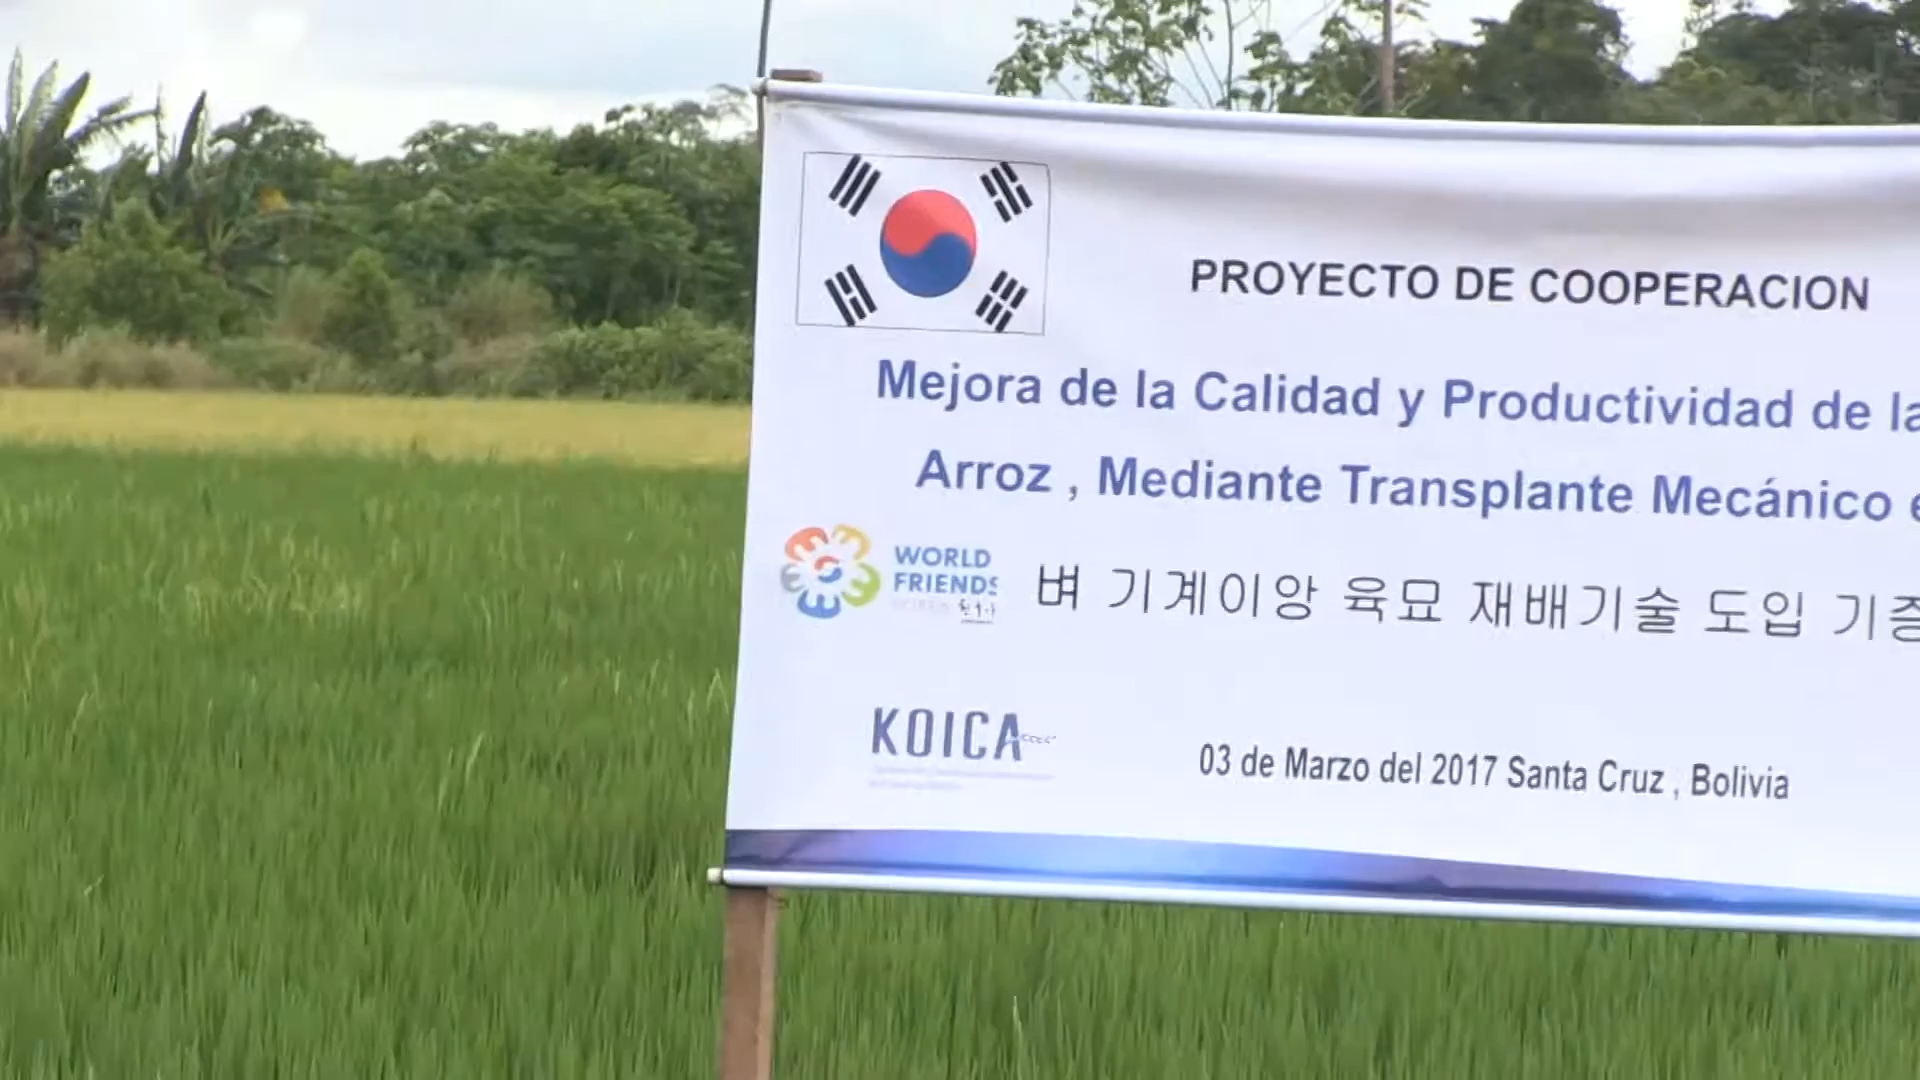 PROYECTO DE COOPERACION
Mejora de la Calidad y Productividad de la
Arroz , Mediante Transplante Mecánico e
WORLD
FRIENDS
벼 기계이앙 육묘 재배기술 도입 기증
KOICA
03 de Marzo del 2017 Santa Cruz , Bolivia